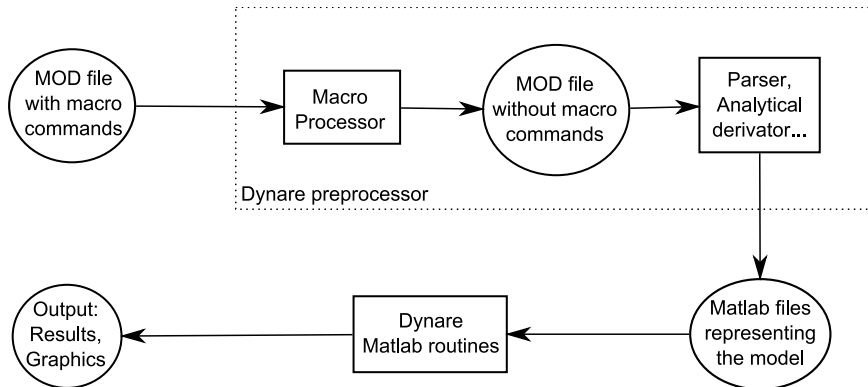 MOD file
with macro
commands
Macro
Processor
MOD file
without macro
commands
Parser,
Analytical
derivator...
Dynare preprocessor
Output:
Results,
Graphics
Dynare
Matlab routines
Matlab files
representing
the model